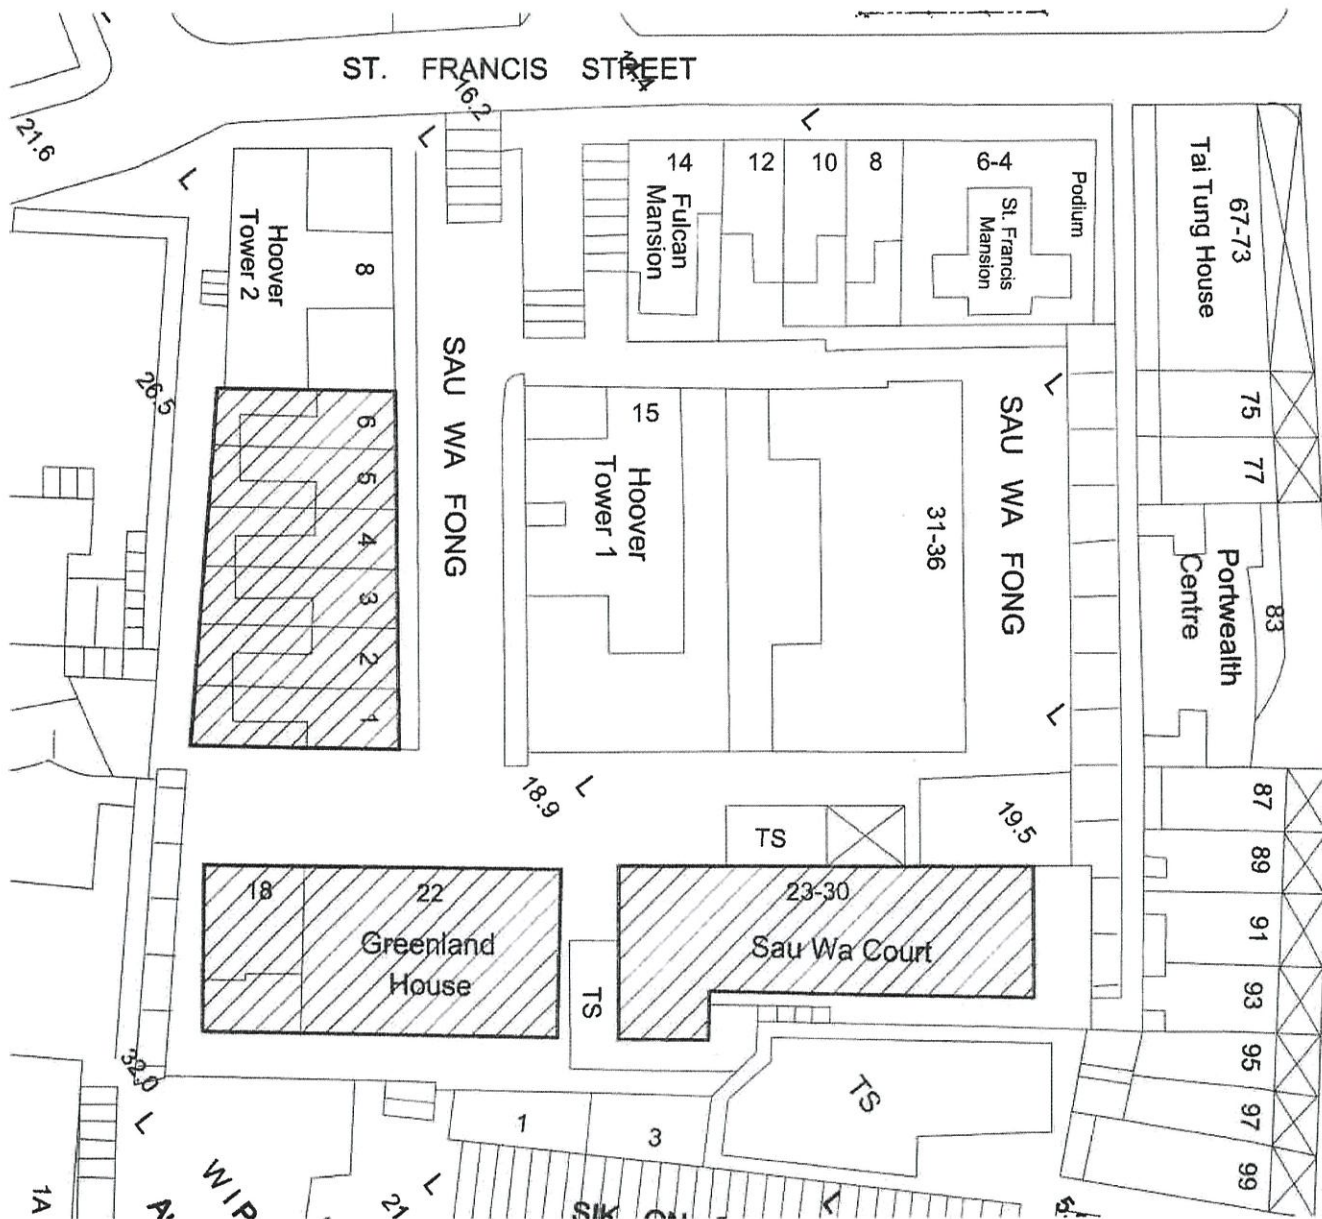 ST. FRANCIS STREET
16.2
21.6
L
L
L
14
12
10
8
6-4
Fulcan
Mansion
St. Francis
Mansion
Podium
67-73
Tai Tung House
Hoover
Tower 2
8
SAU WA FONG
26.5
6
5
4
3
2
1
15
Hoover
Tower 1
31-36
SAU WA FONG
L
L
75
77
Portwealth
Centre
83
18.9
L
TS
19.5
87
89
91
93
95
97
99
18
22
Greenland
House
23-30
Sau Wa Court
TS
TS
32.0
L
1
3
L
L
1A
21